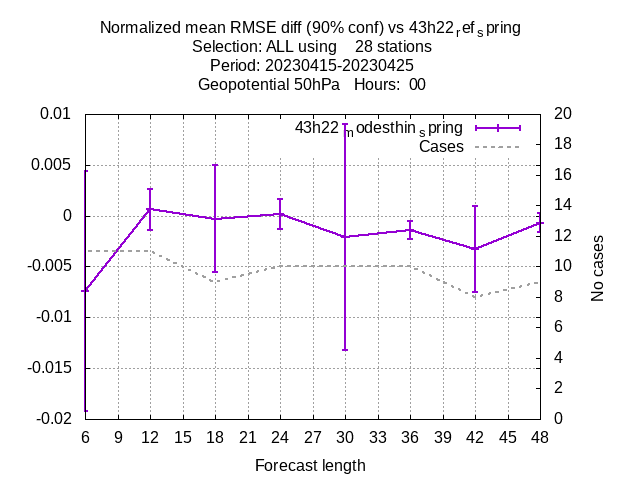 Normalized mean RMSE diff (90% conf) vs 43h22refspring
Selection: ALL using 28 stations
Period: 20230415-20230425
Geopotential 50hPa Hours: 00
43h22modesthinspring
Cases
0.01
0.005
0
-0.005
-0.01
-0.015
-0.02
20
18
16
14
12
10
8
6
4
2
0
No cases
6 9 12 15 18 21 24 27 30 33 36 39 42 45 48
Forecast length